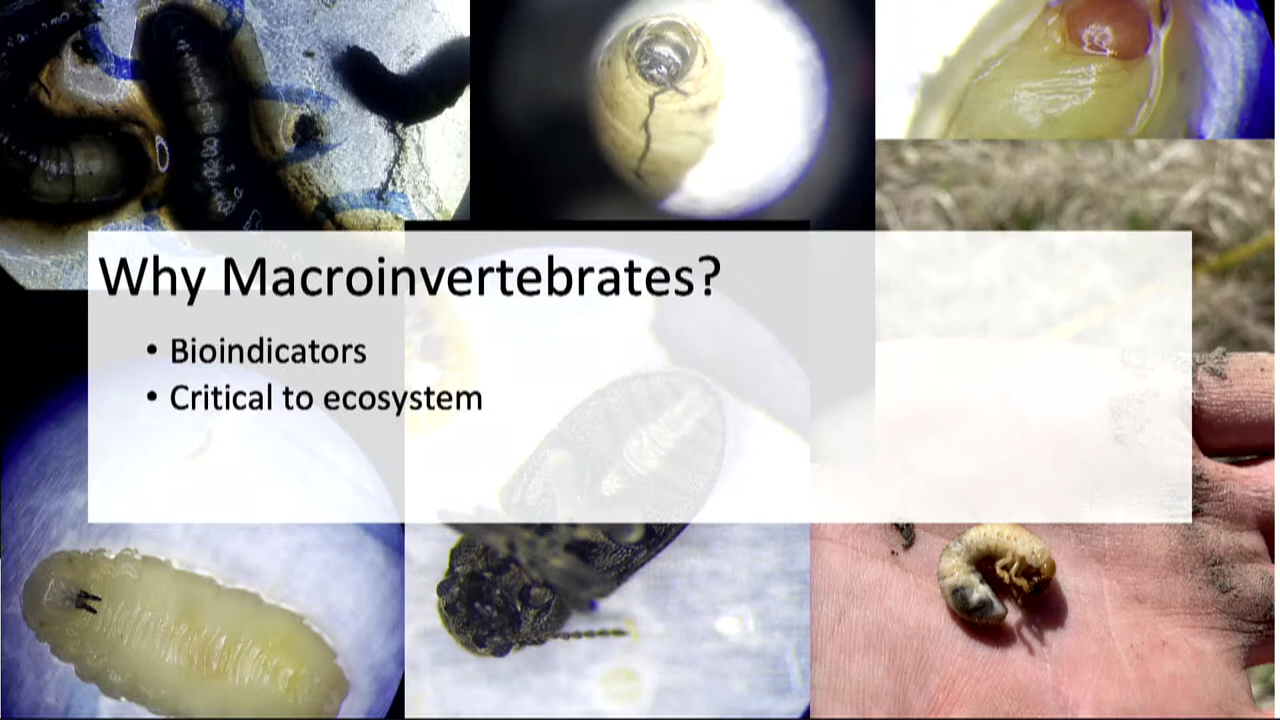 Why Macroinvertebrates?
• Bioindicators
• Critical to ecosystem